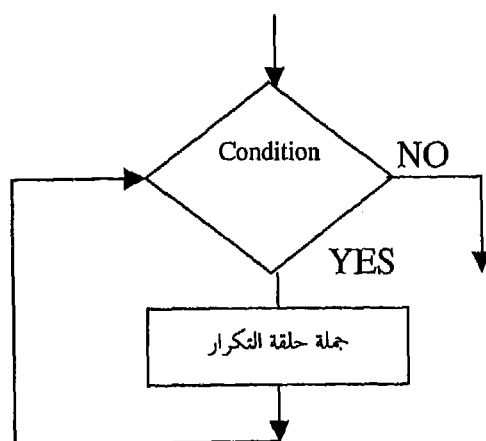 Condition
NO
YES
جملة حلقة التكرار